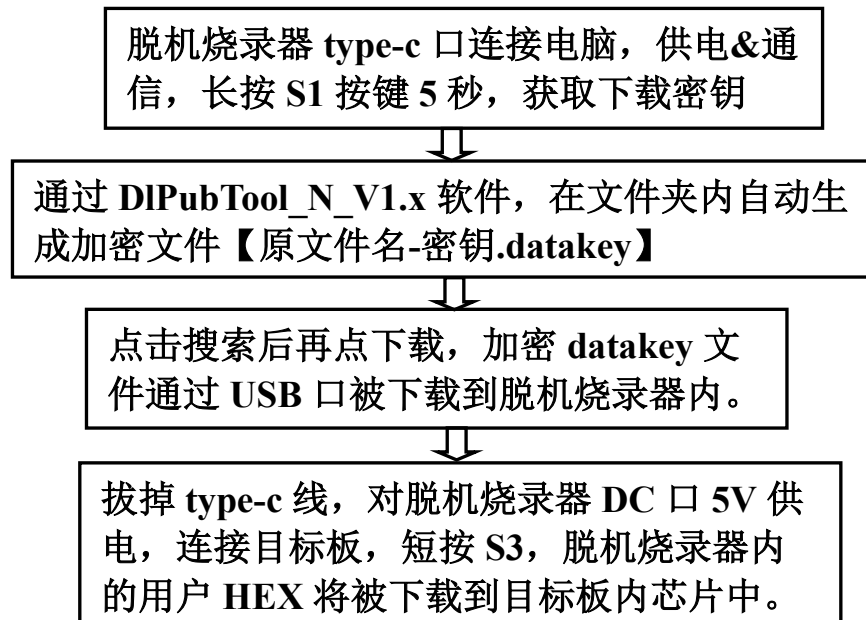 脱机烧录器 type-c 口连接电脑，供电&通
信，长按 S1 按键 5 秒，获取下载密钥
通过 DlPubTool_N_V1.x 软件，在文件夹内自动生
成加密文件【原文件名-密钥.datakey】
点击搜索后再点下载，加密 datakey 文
件通过 USB 口被下载到脱机烧录器内。
拔掉 type-c 线，对脱机烧录器 DC 口 5V 供
电，连接目标板，短按 S3，脱机烧录器内
的用户 HEX 将被下载到目标板内芯片中。